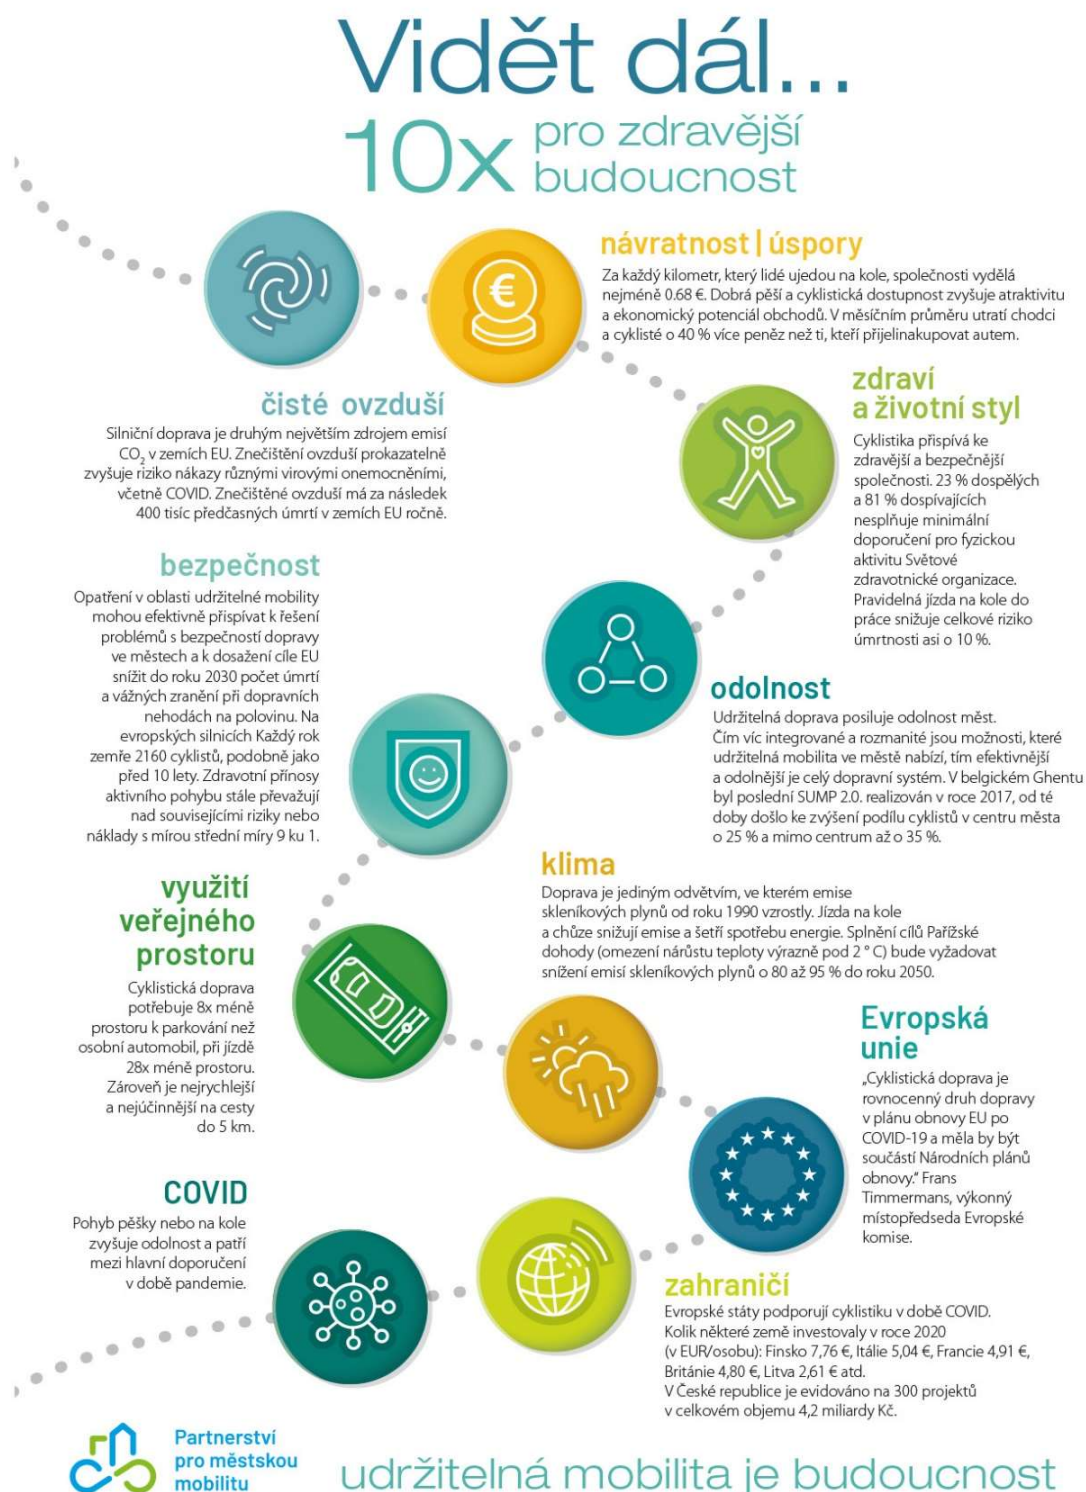 Vidět dál...
10x pro zdravější
budoucnost
návratnost | úspory
Za každý kilometr, který lidé ujedou na kole, společnosti vydělá
nejméně 0.68 €. Dobrá pěší a cyklistická dostupnost zvyšuje atraktivitu
a ekonomický potenciál obchodů. V měsíčním průměru utratí chodci
a cyklisté o 40 % více peněz než ti, kteří přijelinakupovat autem.
čisté ovzduší
Silniční doprava je druhým největším zdrojem emisí
CO₂ v zemích EU. Znečištění ovzduší prokazatelně
zvyšuje riziko nákazy různými virovými onemocněními,
včetně COVID. Znečištěné ovzduší má za následek
400 tisíc předčasných úmrtí v zemích EU ročně.
zdraví
a životní styl
Cyklistika přispívá ke
zdravější a bezpečnější
společnosti. 23 % dospělých
a 81 % dospívajících
nesplňuje minimální
doporučení pro fyzickou
aktivitu Světové
zdravotnické organizace.
Pravidelná jízda na kole do
práce snižuje celkové riziko
úmrtnosti asi o 10 %.
bezpečnost
Opatření v oblasti udržitelné mobility
mohou efektivně přispívat k řešení
problémů s bezpečností dopravy
ve městech a k dosažení cíle EU
snížit do roku 2030 počet úmrtí
a vážných zranění při dopravních
nehodách na polovinu. Na
evropských silnicích Každý rok
zemře 2160 cyklistů, podobně jako
před 10 lety. Zdravotní přínosy
aktivního pohybu stále převažují
nad souvisejícími riziky nebo
náklady s mírou střední míry 9 ku 1.
odolnost
Udržitelná doprava posiluje odolnost měst.
Čím víc integrované a rozmanité jsou možnosti, které
udržitelná mobilita ve městě nabízí, tím efektivnější
a odolnější je celý dopravní systém. V belgickém Ghentu
byl poslední SUMP 2.0. realizován v roce 2017, od té
doby došlo ke zvýšení podílu cyklistů v centru města
o 25 % a mimo centrum až o 35 %.
využití
veřejného
prostoru
Cyklistická doprava
potřebuje 8x méně
prostoru k parkování než
osobní automobil, při jízdě
28x méně prostoru.
Zároveň je nejrychlejší
a nejúčinnější na cesty
do 5 km.
klima
Doprava je jediným odvětvím, ve kterém emise
skleníkových plynů od roku 1990 vzrostly. Jízda na kole
a chůze snižují emise a šetří spotřebu energie. Splnění cílů Pařížské
dohody (omezení nárůstu teploty výrazně pod 2 ° C) bude vyžadovat
snížení emisí skleníkových plynů o 80 až 95 % do roku 2050.
Evropská
unie
„Cyklistická doprava je
rovnocenný druh dopravy
v plánu obnovy EU po
COVID-19 a měla by být
součástí Národních plánů
obnovy.“ Frans
Timmermans, výkonný
místopředseda Evropské
komise.
COVID
Pohyb pěšky nebo na kole
zvyšuje odolnost a patří
mezi hlavní doporučení
v době pandemie.
zahraničí
Evropské státy podporují cyklistiku v době COVID.
Kolik některé země investovaly v roce 2020
(v EUR/osobu): Finsko 7,76 €, Itálie 5,04 €, Francie 4,91 €,
Británie 4,80 €, Litva 2,61 € atd.
V České republice je evidováno na 300 projektů
v celkovém objemu 4,2 miliardy Kč.
Partnerství
pro městskou
mobilitu
udržitelná mobilita je budoucnost